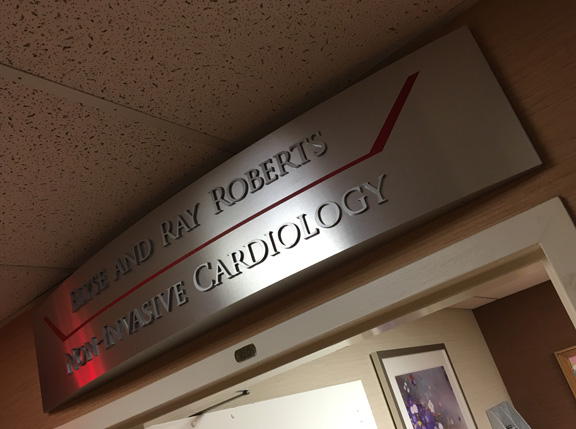 AND RAY ROBERTS
NON-INVASIVE CARDIOLOGY